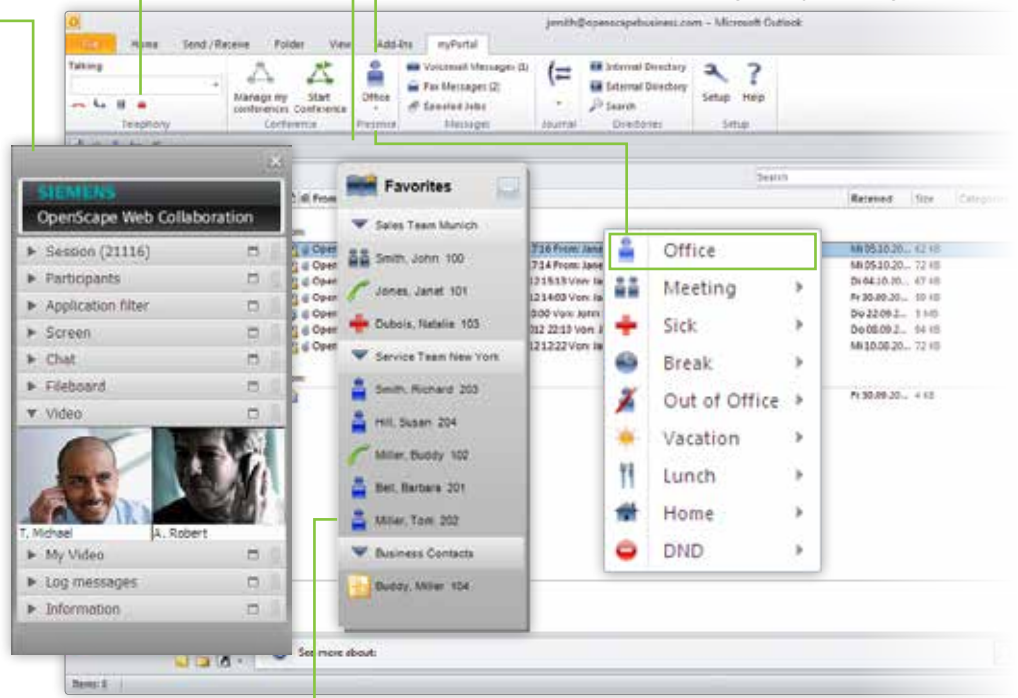 jsmith@openscapebusiness.com - Microsoft Outlook
Home Send / Receive Folder View Add-Ins myPortal
Talking
Manage my conferences
Start Conference
Office
Voicemail Messages (1)
Fax Messages (2)
Internal Directory
External Directory
Search
Setup Help
Telephony Conference Presence Messages Journal Directories Setup
Search
From Received Size Categories
SIEMENS
OpenScape Web Collaboration
Session (21116)
Participants
Application filter
Screen
Chat
Fileboard
Video
T. Michael A. Robert
My Video
Log messages
Information
Favorites
Sales Team Munich
Smith, John 100
Jones, Janet 101
Dubois, Natalie 103
Service Team New York
Smith, Richard 203
Hill, Susan 204
Miller, Buddy 102
Bell, Barbara 201
Miller, Tom 202
Business Contacts
Buddy, Miller 104
Office
Meeting
Sick
Break
Out of Office
Vacation
Lunch
Home
DND
See more about: